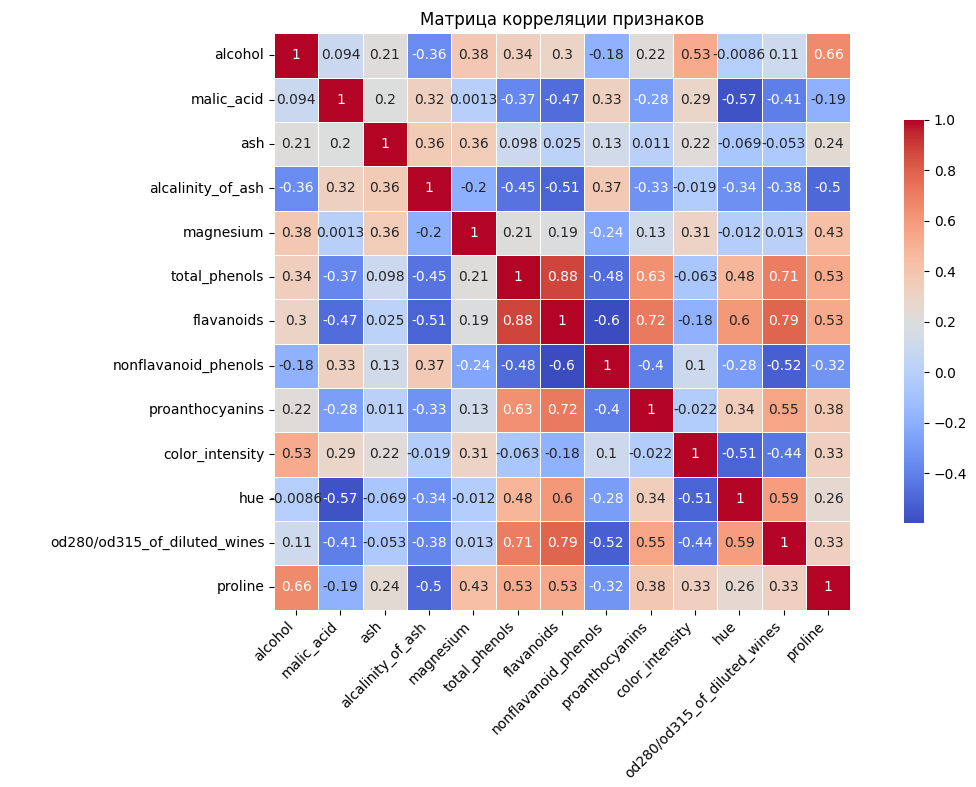 Матрица корреляции признаков
alcohol 1 0.094 0.21 -0.36 0.38 0.34 0.3 -0.18 0.22 0.53 -0.0086 0.11 0.66
malic_acid 0.094 1 0.2 0.32 0.0013 -0.37 -0.47 0.33 -0.28 0.29 -0.57 -0.41 -0.19
ash 0.21 0.2 1 0.36 0.36 0.098 0.025 0.13 0.011 0.22 -0.069 -0.053 0.24
alcalinity_of_ash -0.36 0.32 0.36 1 -0.2 -0.45 -0.51 0.37 -0.33 -0.019 -0.34 -0.38 -0.5
magnesium 0.38 0.0013 0.36 -0.2 1 0.21 0.19 -0.24 0.13 0.31 -0.012 0.013 0.43
total_phenols 0.34 -0.37 0.098 -0.45 0.21 1 0.88 -0.48 0.63 -0.063 0.48 0.71 0.53
flavanoids 0.3 -0.47 0.025 -0.51 0.19 0.88 1 -0.6 0.72 -0.18 0.6 0.79 0.53
nonflavanoid_phenols -0.18 0.33 0.13 0.37 -0.24 -0.48 -0.6 1 -0.4 0.1 -0.28 -0.52 -0.32
proanthocyanins 0.22 -0.28 0.011 -0.33 0.13 0.63 0.72 -0.4 1 -0.022 0.34 0.55 0.38
color_intensity 0.53 0.29 0.22 -0.019 0.31 -0.063 -0.18 0.1 -0.022 1 -0.51 -0.44 0.33
hue -0.0086 -0.57 -0.069 -0.34 -0.012 0.48 0.6 -0.28 0.34 -0.51 1 0.59 0.26
od280/od315_of_diluted_wines 0.11 -0.41 -0.053 -0.38 0.013 0.71 0.79 -0.52 0.55 -0.44 0.59 1 0.33
proline 0.66 -0.19 0.24 -0.5 0.43 0.53 0.53 -0.32 0.38 0.33 0.26 0.33 1
alcohol
malic_acid
ash
alcalinity_of_ash
magnesium
total_phenols
flavanoids
nonflavanoid_phenols
proanthocyanins
color_intensity
hue
od280/od315_of_diluted_wines
proline
1.0
0.8
0.6
0.4
0.2
0.0
−0.2
−0.4